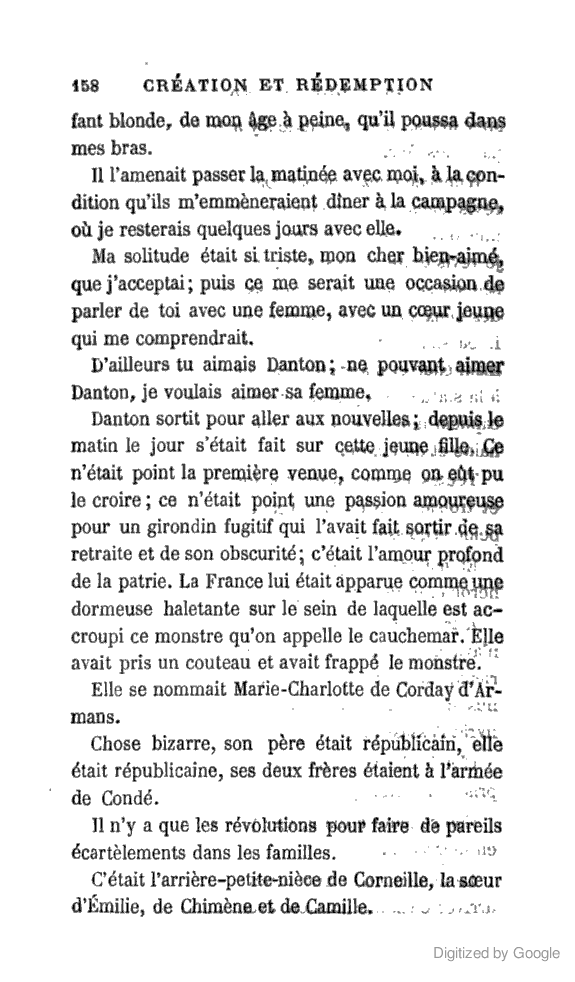 158 CRÉATION ET RÉDEMPTION
fant blonde, de mon âge à peine, qu'il poussa dans
mes bras.
Il l'amenait passer la matinée avec moi, à la con-
dition qu'ils m'emmèneraient dîner à la campagne,
où je resterais quelques jours avec elle.
Ma solitude était si triste, mon cher bien-aimé,
que j'acceptai; puis ce me serait une occasion de
parler de toi avec une femme, avec un cœur jeune
qui me comprendrait.
D'ailleurs tu aimais Danton; ne pouvant aimer
Danton, je voulais aimer sa femme.
Danton sortit pour aller aux nouvelles; depuis le
matin le jour s'était fait sur cette jeune fille. Ce
n'était point la première venue, comme on eût pu
le croire; ce n'était point une passion amoureuse
pour un girondin fugitif qui l'avait fait sortir de sa
retraite et de son obscurité; c'était l'amour profond
de la patrie. La France lui était apparue comme une
dormeuse haletante sur le sein de laquelle est ac-
croupi ce monstre qu'on appelle le cauchemar. Elle
avait pris un couteau et avait frappé le monstre.
Elle se nommait Marie-Charlotte de Corday d'Ar-
mans.
Chose bizarre, son père était républicain, elle
était républicaine, ses deux frères étaient à l'armée
de Condé.
Il n'y a que les révolutions pour faire de pareils
écartèlements dans les familles.
C'était l'arrière-petite-nièce de Corneille, la sœur
d'Émilie, de Chimène et de Camille.
Digitized by Google